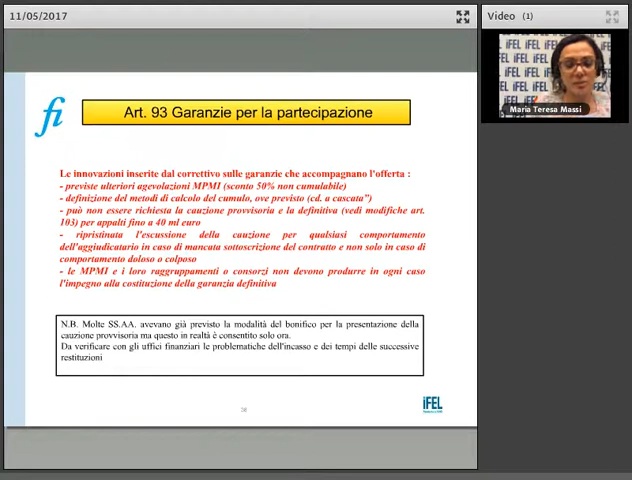 11/05/2017
Video (1)
iFEL
Maria Teresa Massi
fi
Art. 93 Garanzie per la partecipazione
Le innovazioni inserite dal correttivo sulle garanzie che accompagnano l'offerta :
- previste ulteriori agevolazioni MPMI (sconto 50% non cumulabile)
- definizione del metodi di calcolo del cumulo, ove previsto (cd. a cascata")
- può non essere richiesta la cauzione provvisoria e la definitiva (vedi modifiche art.
103) per appalti fino a 40 ml euro
- ripristinata l'escussione della cauzione per qualsiasi comportamento
dell'aggiudicatario in caso di mancata sottoscrizione del contratto e non solo in caso di
comportamento doloso o colposo
- le MPMI e i loro raggruppamenti o consorzi non devono produrre in ogni caso
l'impegno alla costituzione della garanzia definitiva
N.B. Molte SS.AA. avevano già previsto la modalità del bonifico per la presentazione della
cauzione provvisoria ma questo in realtà è consentito solo ora.
Da verificare con gli uffici finanziari le problematiche dell'incasso e dei tempi delle successive
restituzioni
iFEL